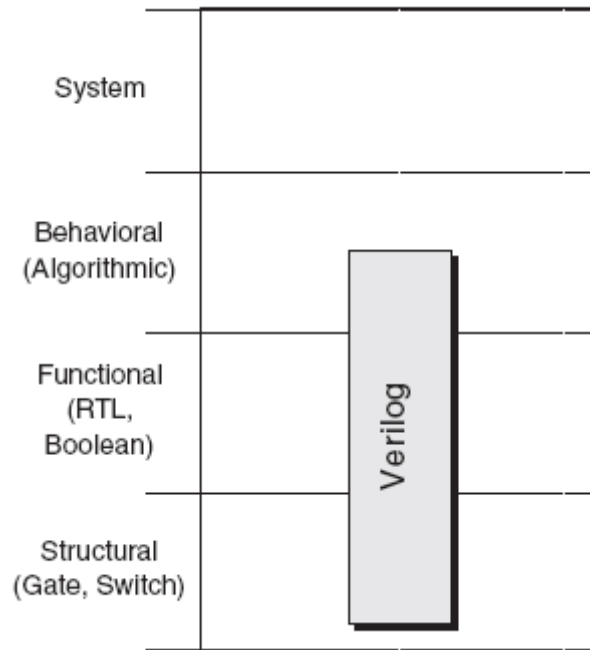 System
Behavioral
(Algorithmic)
Functional
(RTL,
Boolean)
Verilog
Structural
(Gate, Switch)